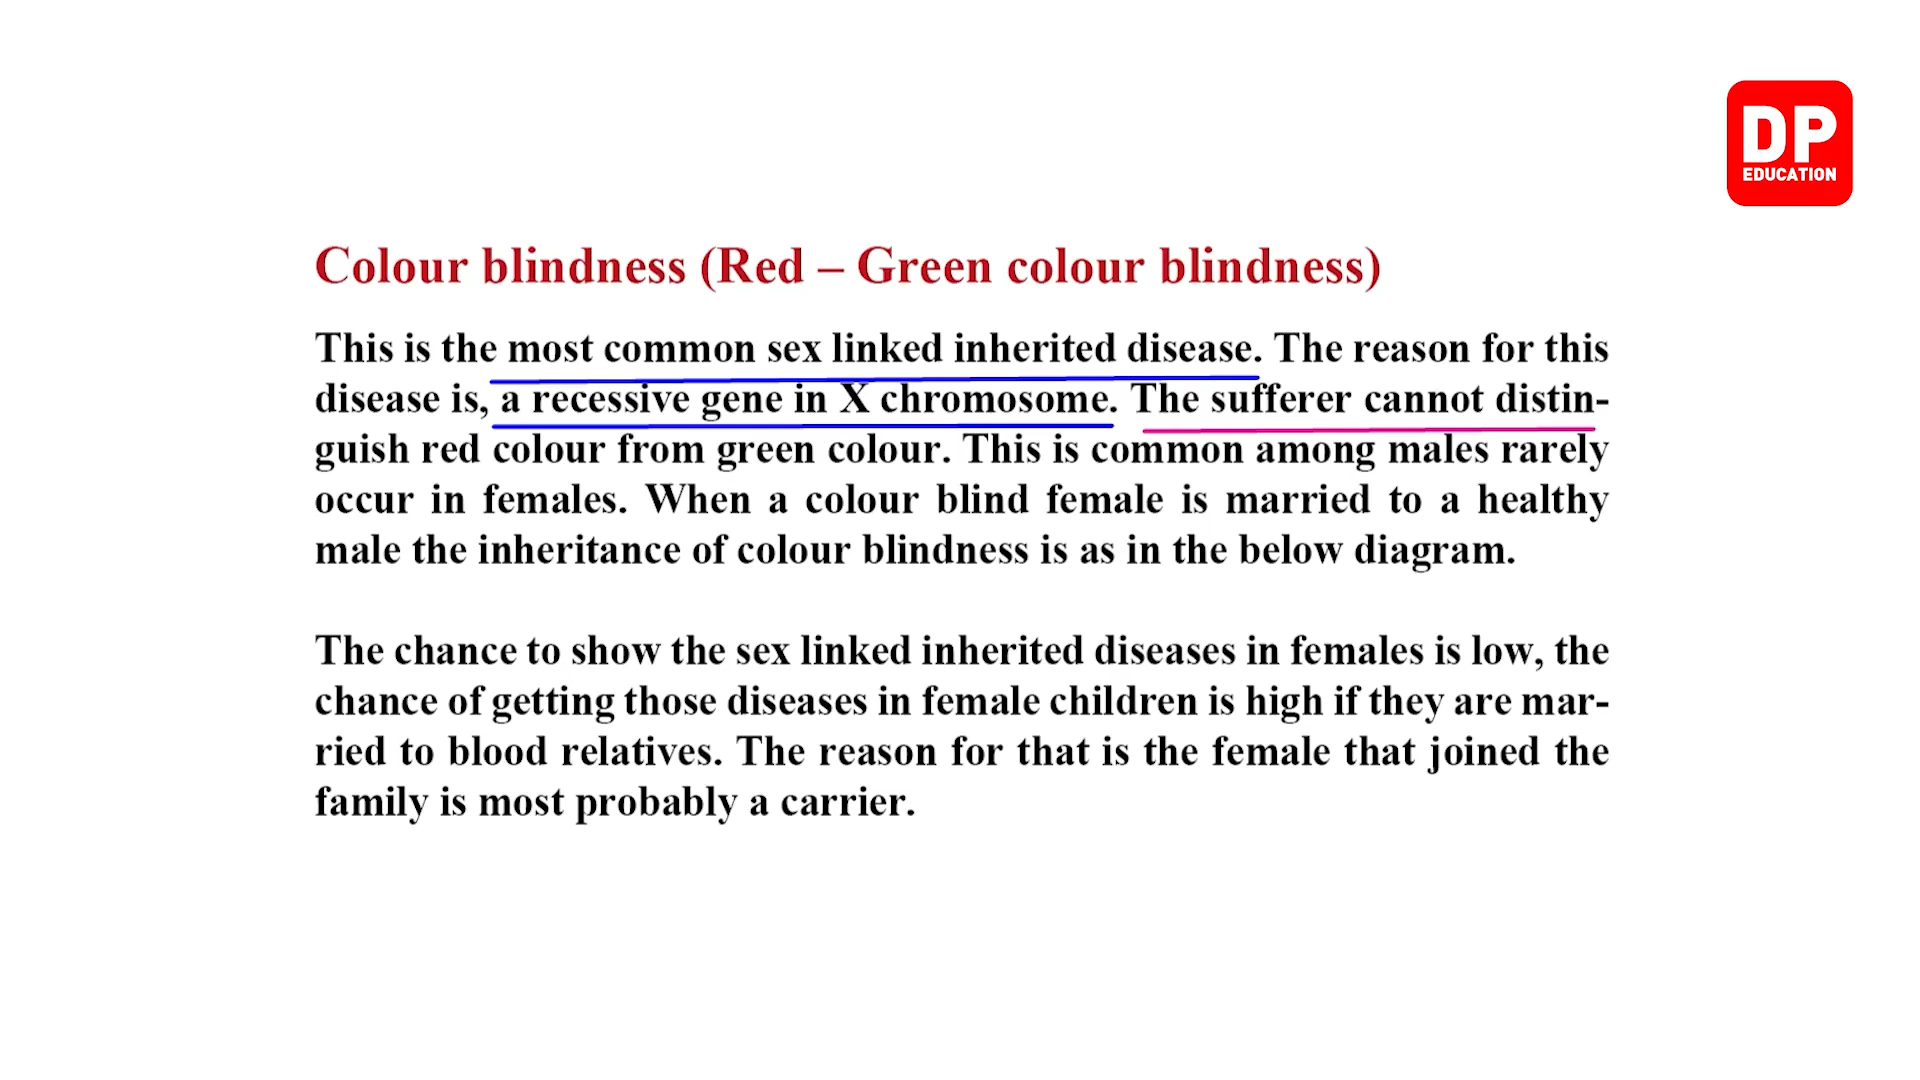 DP
EDUCATION
Colour blindness (Red – Green colour blindness)
This is the most common sex linked inherited disease. The reason for this
disease is, a recessive gene in X chromosome. The sufferer cannot distin-
guish red colour from green colour. This is common among males rarely
occur in females. When a colour blind female is married to a healthy
male the inheritance of colour blindness is as in the below diagram.
The chance to show the sex linked inherited diseases in females is low, the
chance of getting those diseases in female children is high if they are mar-
ried to blood relatives. The reason for that is the female that joined the
family is most probably a carrier.